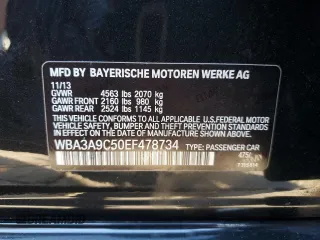 MFD BY BAYERISCHE MOTOREN WERKE AG
11/13
GVWR 4563 lbs 2070 kg
GAWR FRONT 2160 lbs 980 kg
GAWR REAR 2524 lbs 1145 kg
THIS VEHICLE CONFORMS TO ALL APPLICABLE FEDERAL
MOTOR VEHICLE SAFETY, BUMPER, AND THEFT PREVENTION
STANDARDS IN EFFECT ON THE DATE OF MANUFACTURE
SHOWN ABOVE.
WBA3A9C50EF478734 TYPE: PASSENGER CAR
475/